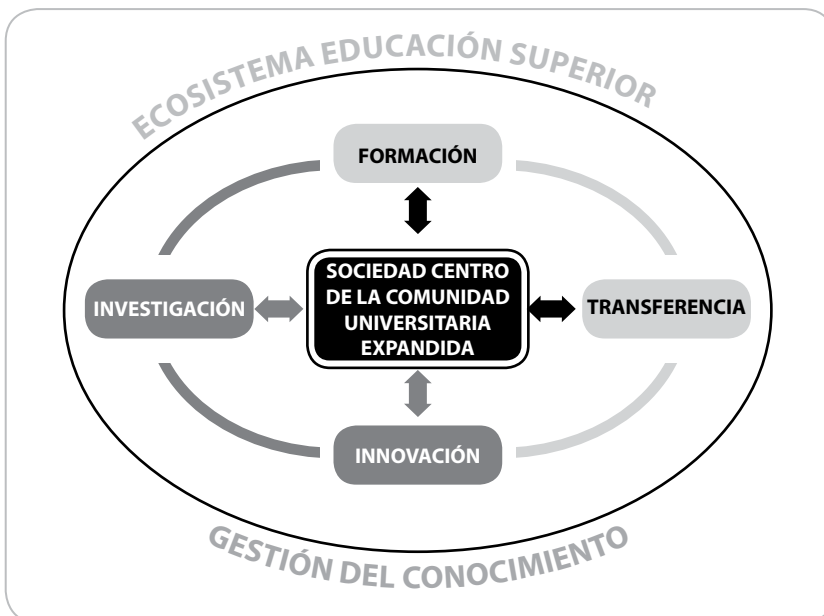 ECOSISTEMA EDUCACIÓN SUPERIOR
FORMACIÓN
INVESTIGACIÓN
SOCIEDAD CENTRO
DE LA COMUNIDAD
UNIVERSITARIA
EXPANDIDA
TRANSFERENCIA
INNOVACIÓN
GESTIÓN DEL CONOCIMIENTO